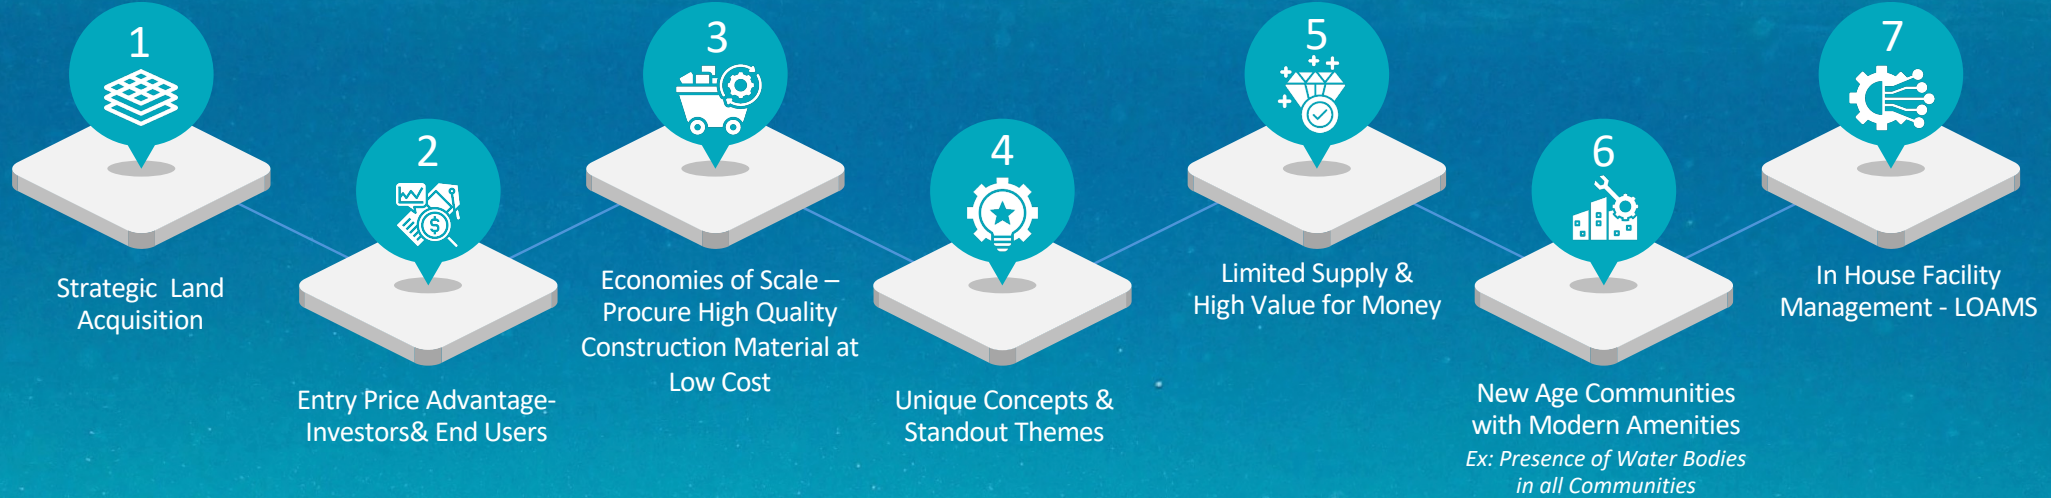 1
Strategic Land
Acquisition
2
Entry Price Advantage-
Investors& End Users
3
Economies of Scale –
Procure High Quality
Construction Material at
Low Cost
4
Unique Concepts &
Standout Themes
5
Limited Supply &
High Value for Money
6
New Age Communities
with Modern Amenities
Ex: Presence of Water Bodies
in all Communities
7
In House Facility
Management - LOAMS